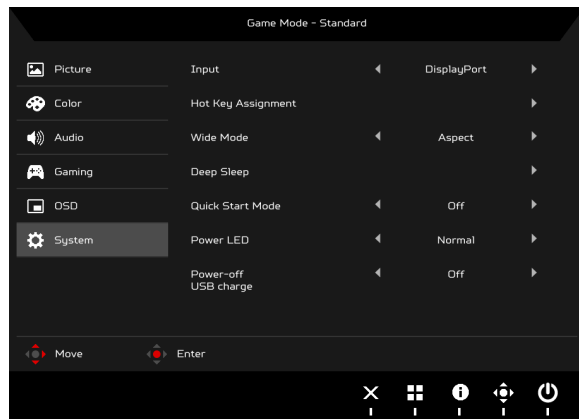 Game Mode - Standard
Picture
Input DisplayPort
Color
Hot Key Assignment
Audio
Wide Mode Aspect
Gaming
Deep Sleep
OSD
Quick Start Mode Off
System
Power LED Normal
Power-off Off
USB charge
Move Enter